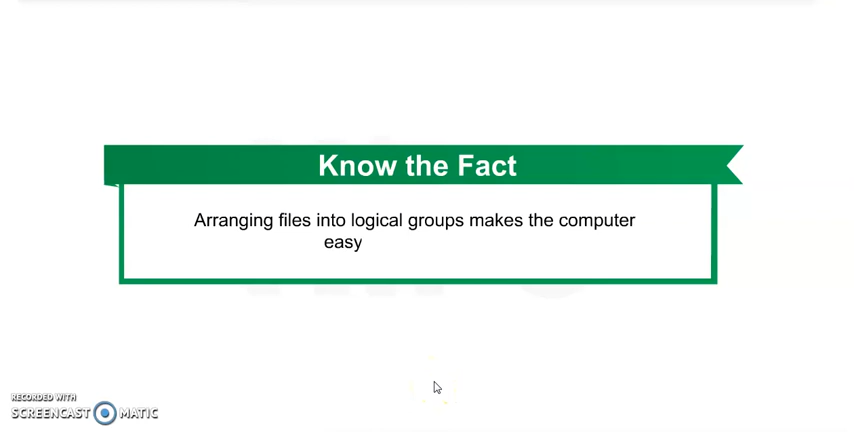 Know the Fact
Arranging files into logical groups makes the computer
easy
RECORDED WITH
SCREENCAST MATIC